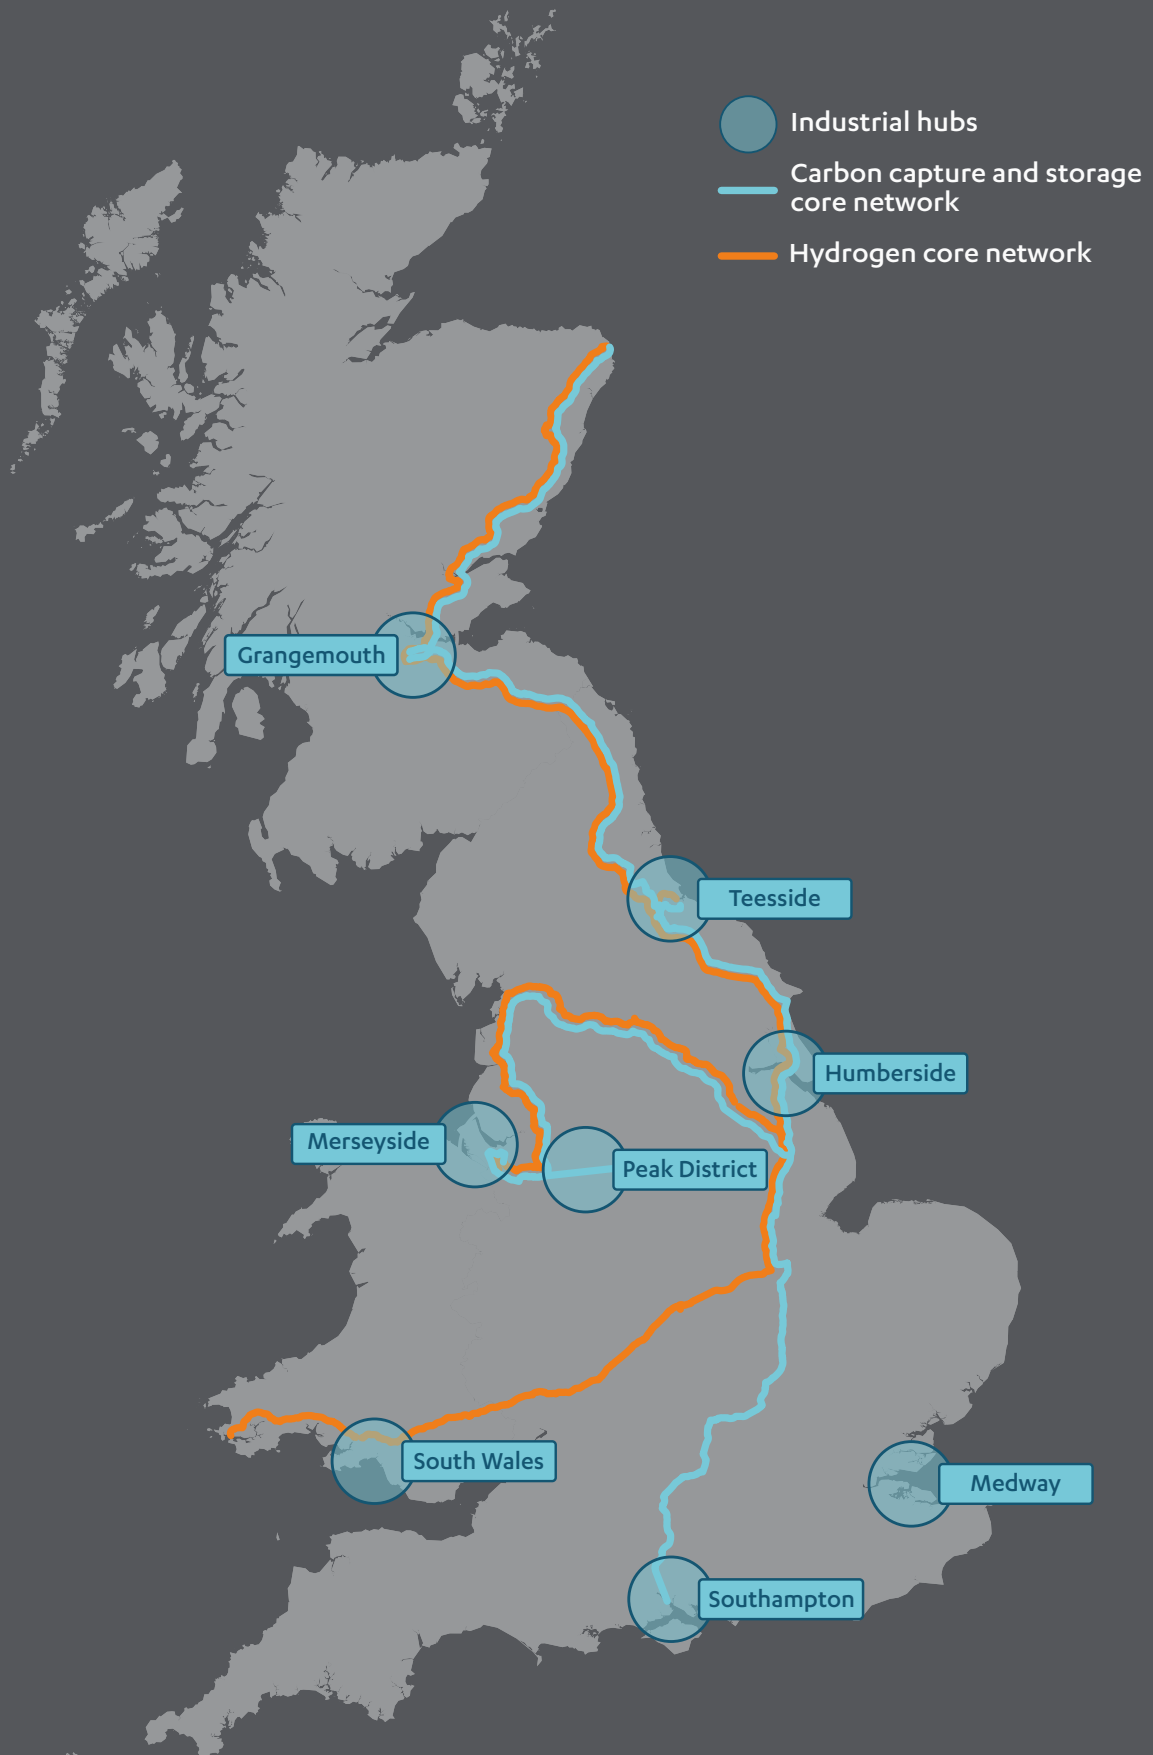 Industrial hubs
Carbon capture and storage
core network
Hydrogen core network
Grangemouth
Teesside
Humberside
Merseyside
Peak District
South Wales
Medway
Southampton